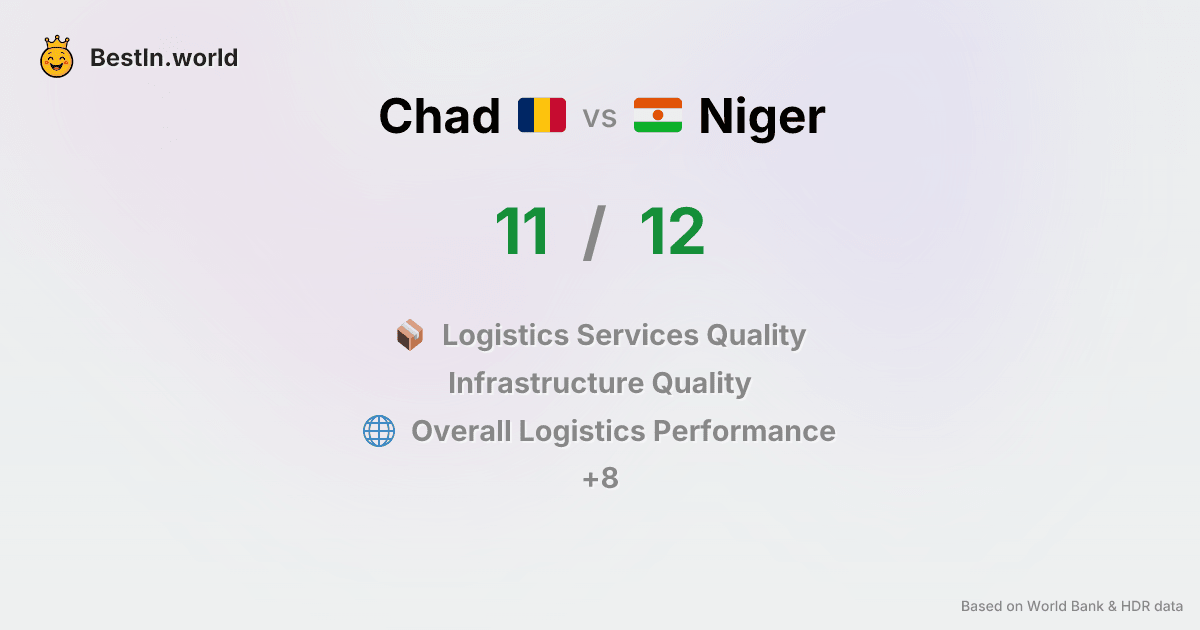 BestIn.world
Chad vs Niger
11 / 12
Logistics Services Quality
Infrastructure Quality
Overall Logistics Performance
+8
Based on World Bank & HDR data